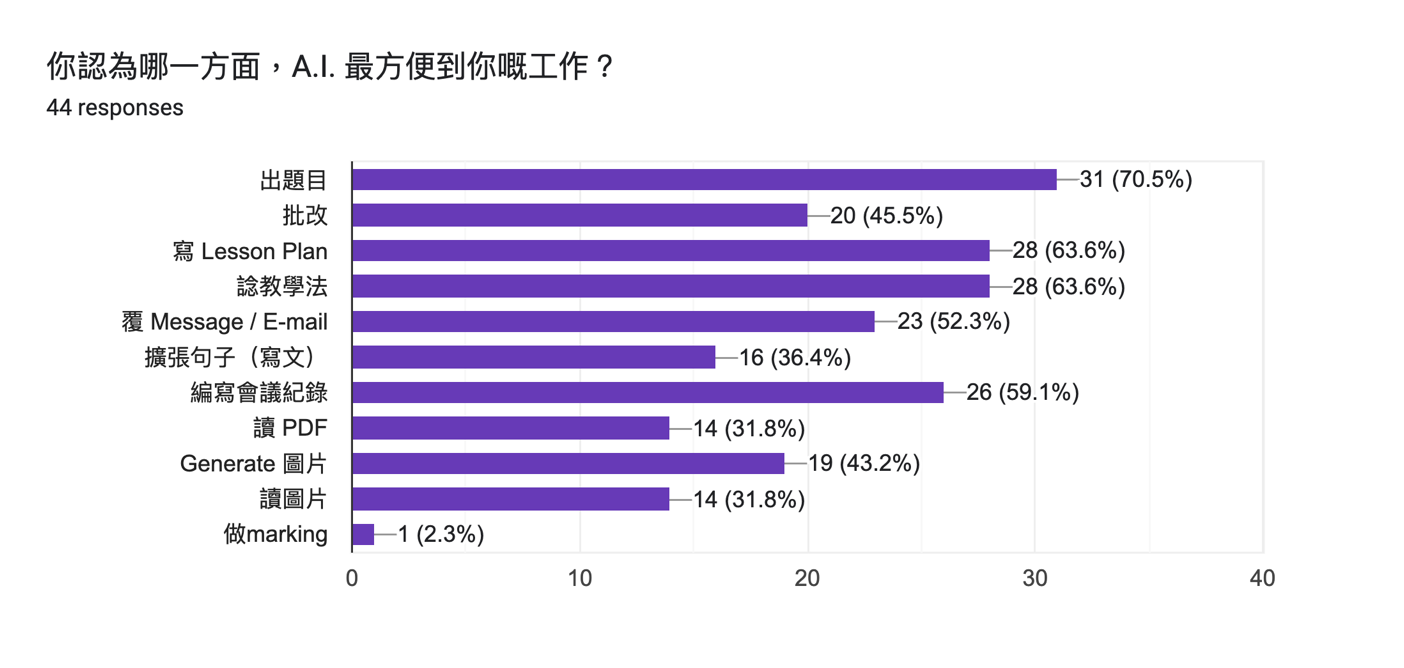 你認為哪一方面，A.I. 最方便到你嘅工作？
44 responses
出題目 31 (70.5%)
批改 20 (45.5%)
寫 Lesson Plan 28 (63.6%)
諗教學法 28 (63.6%)
覆 Message / E-mail 23 (52.3%)
擴張句子（寫文） 16 (36.4%)
編寫會議紀錄 26 (59.1%)
讀 PDF 14 (31.8%)
Generate 圖片 19 (43.2%)
讀圖片 14 (31.8%)
做marking 1 (2.3%)
0 10 20 30 40